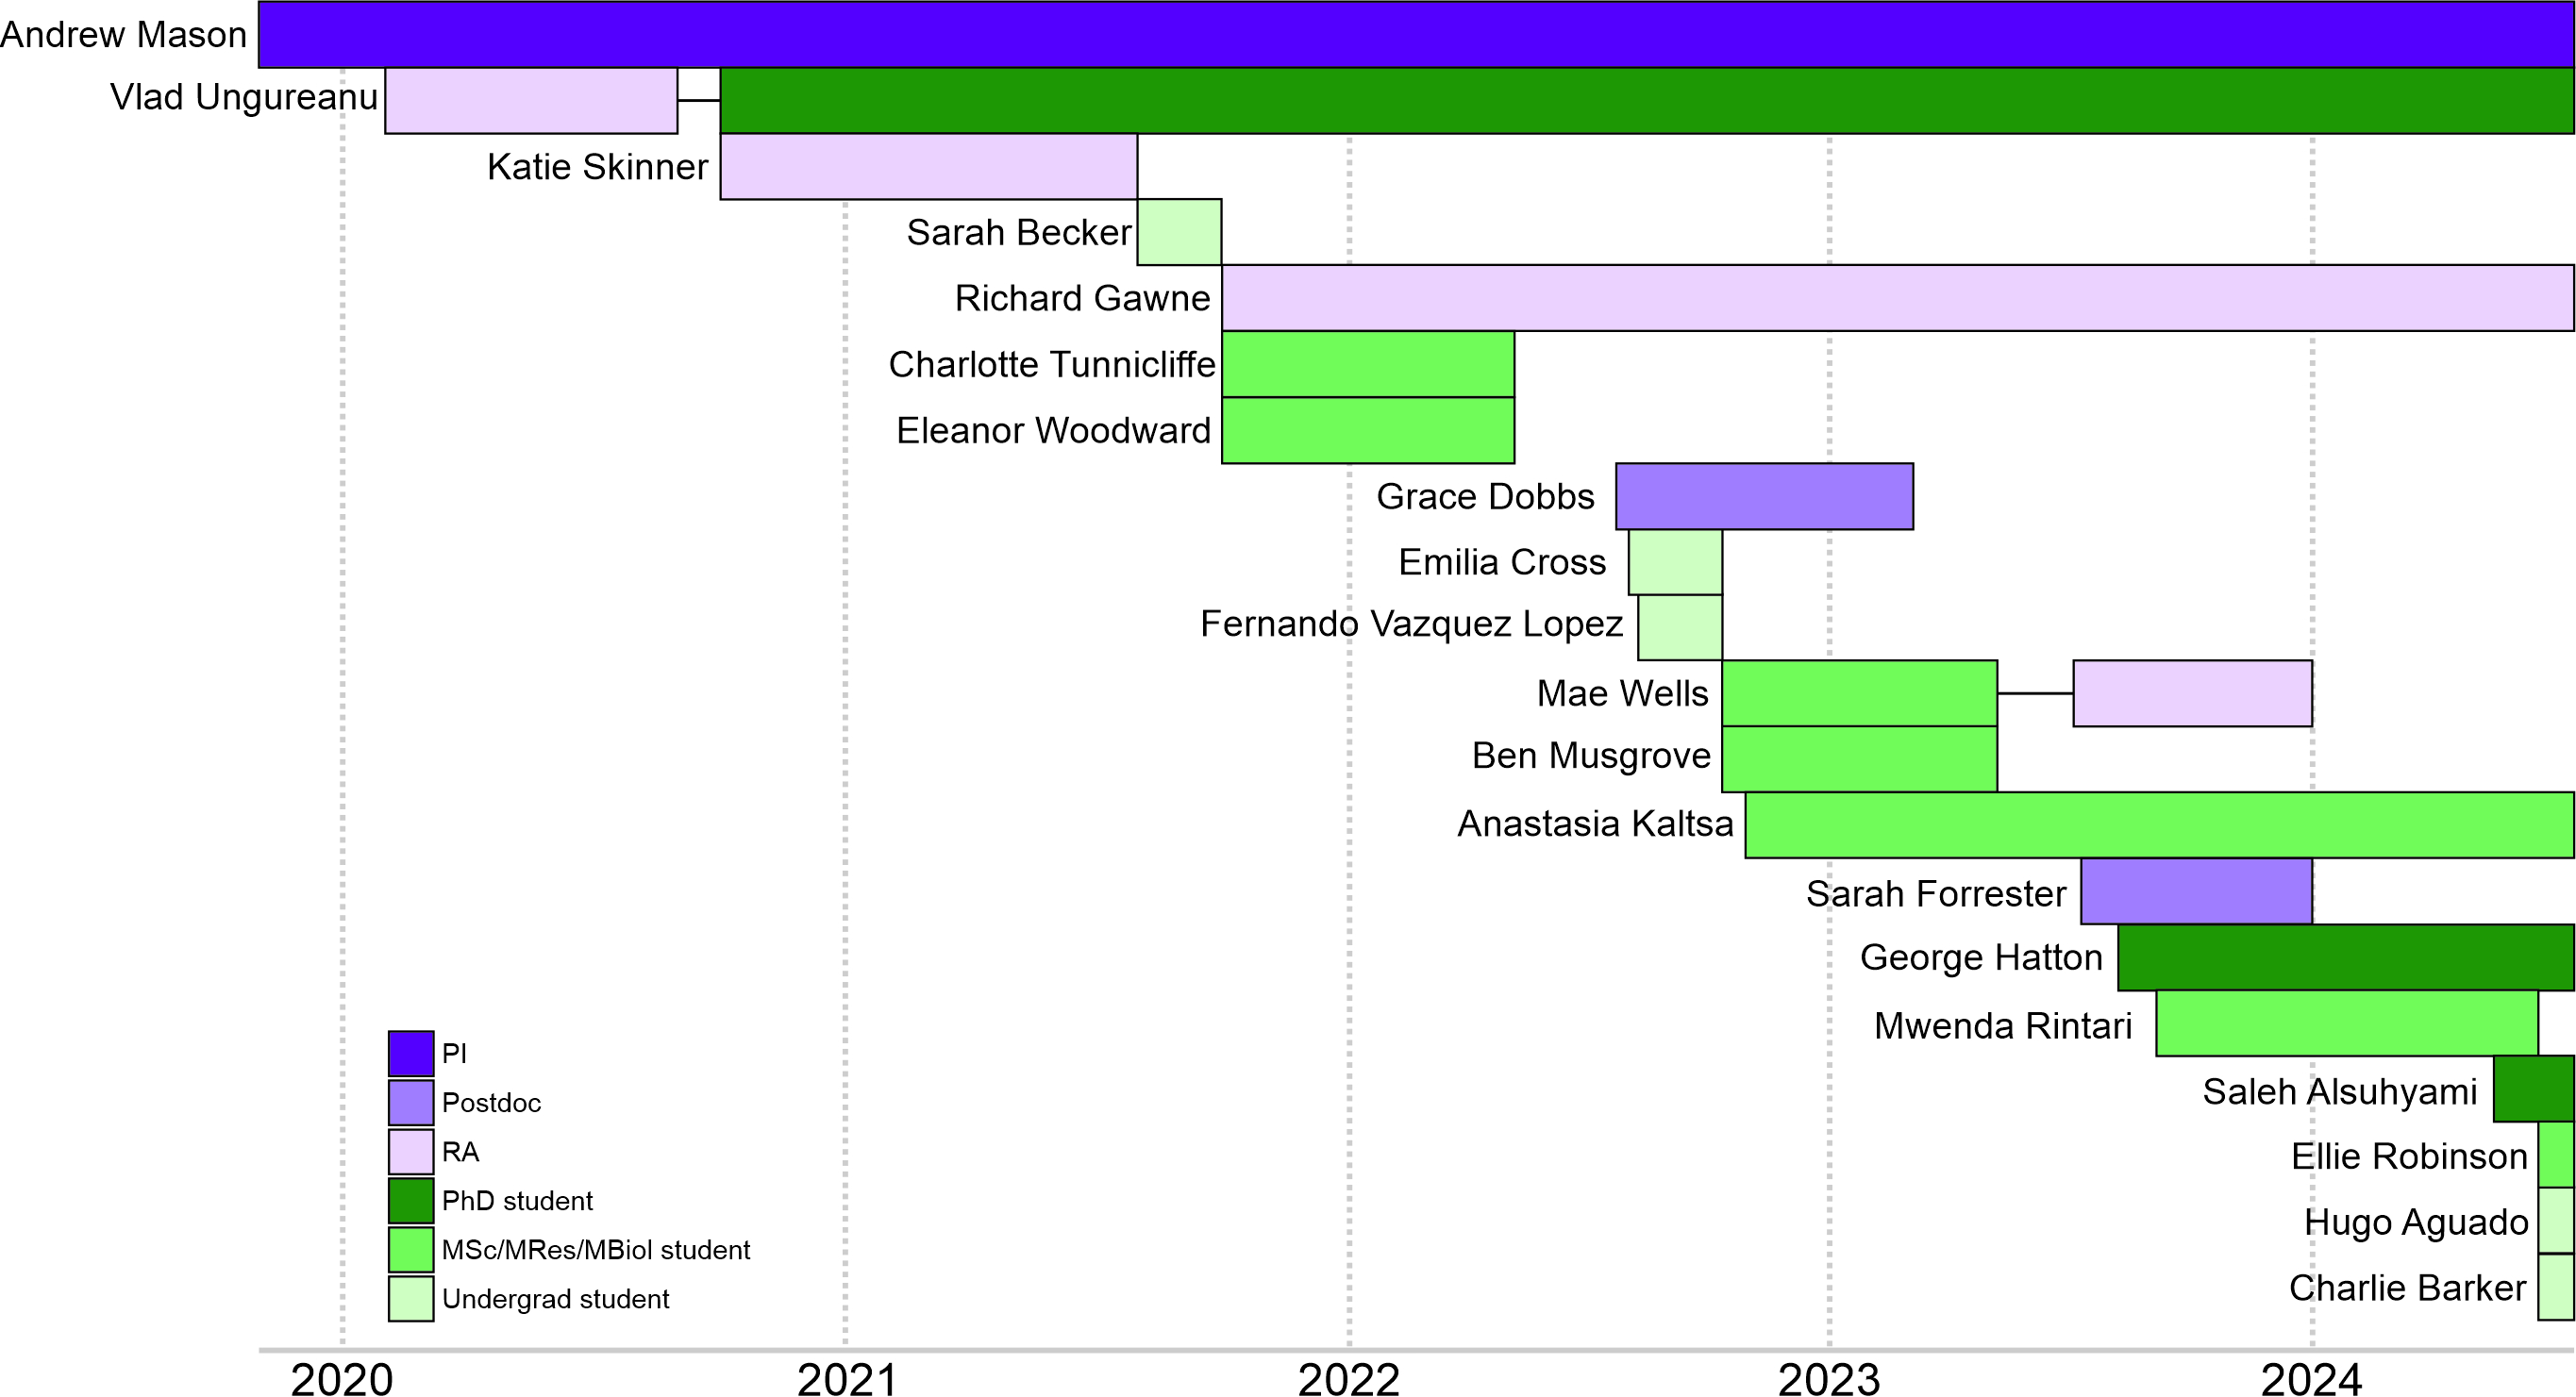 Andrew Mason
Vlad Ungureanu
Katie Skinner
Sarah Becker
Richard Gawne
Charlotte Tunnicliffe
Eleanor Woodward
Grace Dobbs
Emilia Cross
Fernando Vazquez Lopez
Mae Wells
Ben Musgrove
Anastasia Kaltsa
Sarah Forrester
George Hatton
Mwenda Rintari
Saleh Alsuhyami
Ellie Robinson
Hugo Aguado
Charlie Barker
PI
Postdoc
RA
PhD student
MSc/MRes/MBiol student
Undergrad student
2020 2021 2022 2023 2024